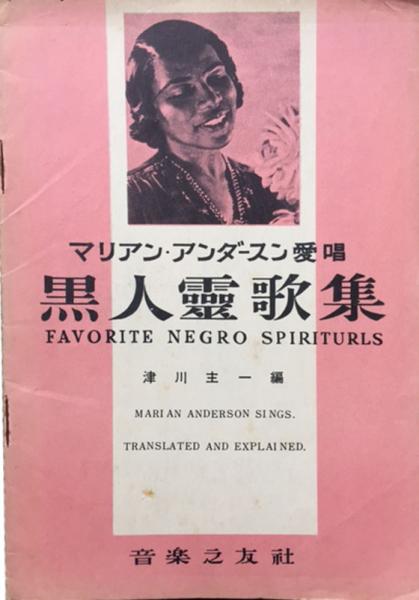 マリアン・アンダースン愛唱
黒人靈歌集
FAVORITE NEGRO SPIRITURLS
津川主一編
MARIAN ANDERSON SINGS.
TRANSLATED AND EXPLAINED.
音楽之友社